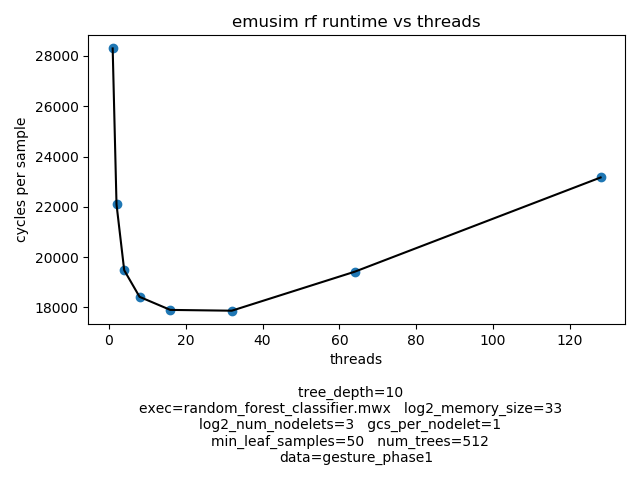 emusim rf runtime vs threads
28000
26000
24000
22000
20000
18000
cycles per sample
0 20 40 60 80 100 120
threads
tree_depth=10
exec=random_forest_classifier.mwx log2_memory_size=33
log2_num_nodelets=3 gcs_per_nodelet=1
min_leaf_samples=50 num_trees=512
data=gesture_phase1